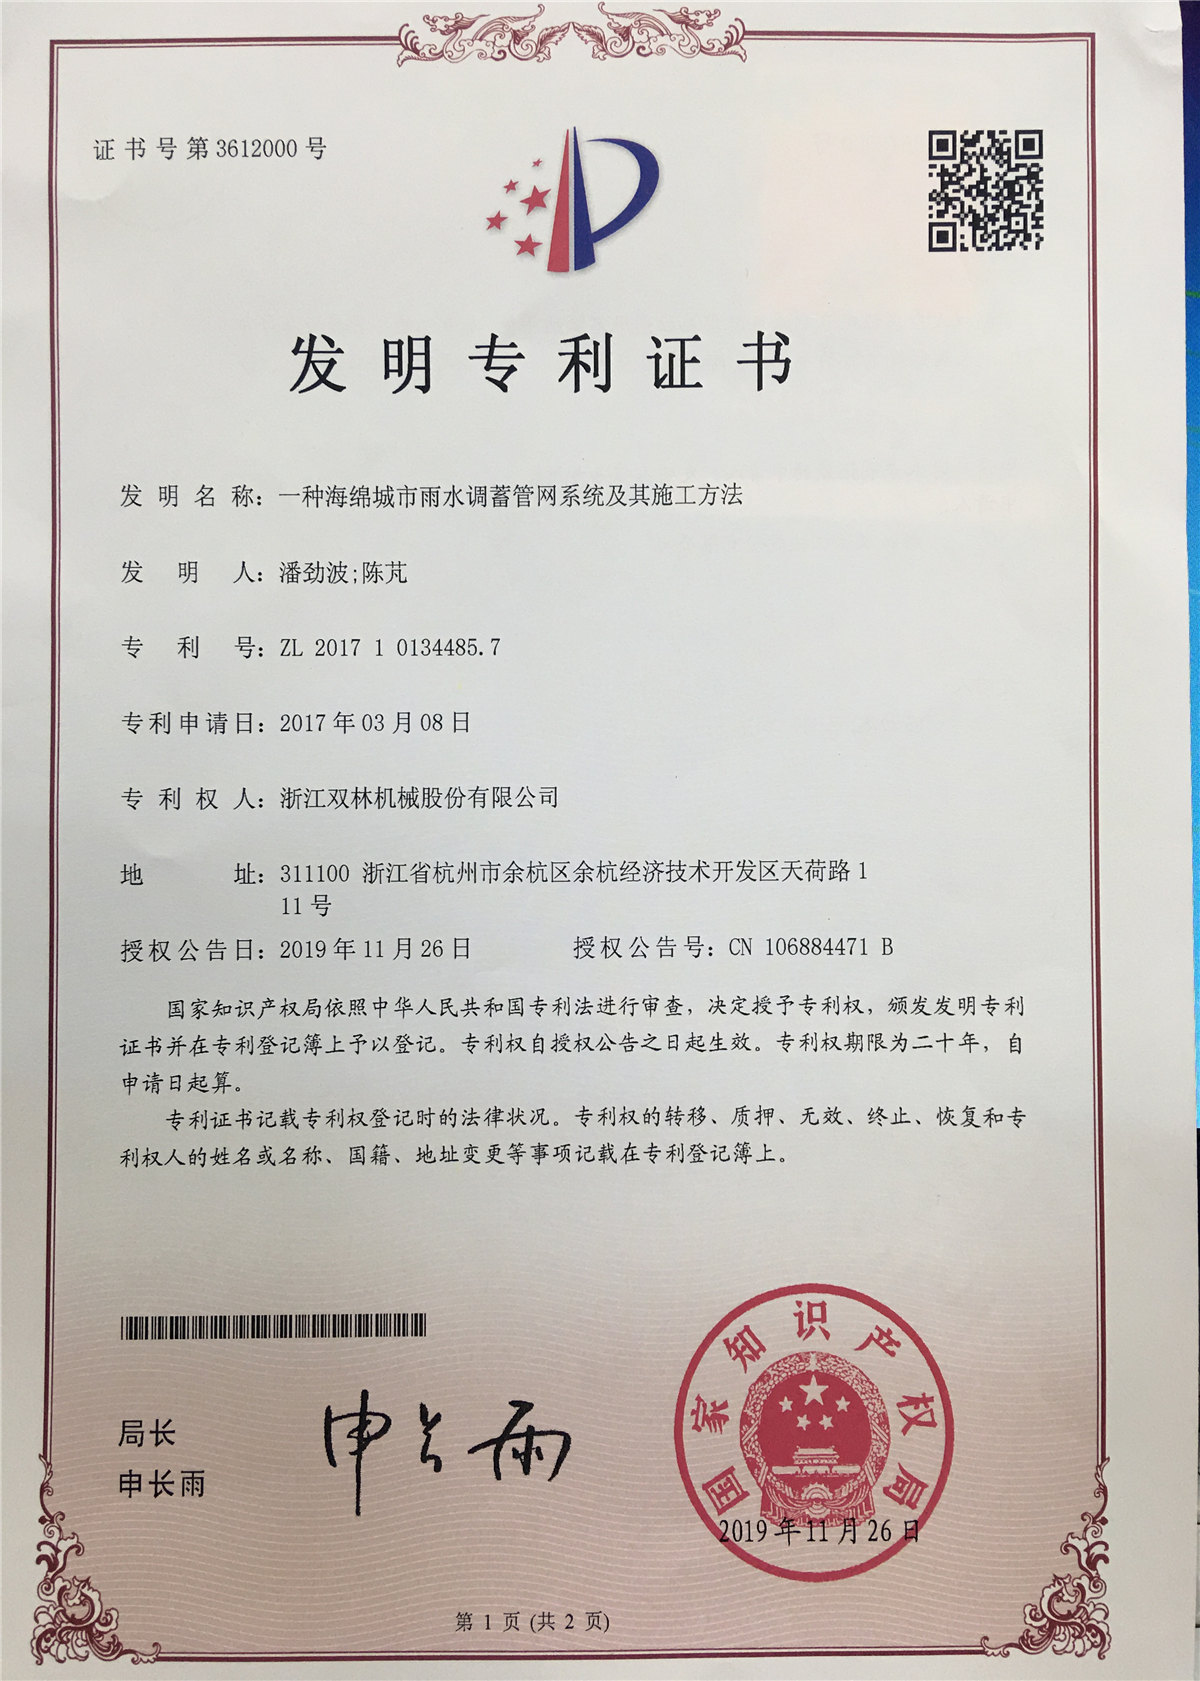 证书号第3612000号
发明专利证书
发明名称：一种海绵城市雨水调蓄管网系统及其施工方法
发明人：潘劲波;陈芃
专利号：ZL 2017 1 0134485.7
专利申请日：2017年03月08日
专利权人：浙江双林机械股份有限公司
地址：311100 浙江省杭州市余杭区余杭经济技术开发区天荷路1
11号
授权公告日：2019年11月26日 授权公告号：CN 106884471 B
国家知识产权局依照中华人民共和国专利法进行审查，决定授予专利权，颁发发明专利
证书并在专利登记簿上予以登记。专利权自授权公告之日起生效。专利权期限为二十年，自
申请日起算。
专利证书记载专利权登记时的法律状况。专利权的转移、质押、无效、终止、恢复和专
利权人的姓名或名称、国籍、地址变更等事项记载在专利登记簿上。
局长
申长雨
申长雨
国家知识产权局
2019年11月26日
第 1 页 (共 2 页)